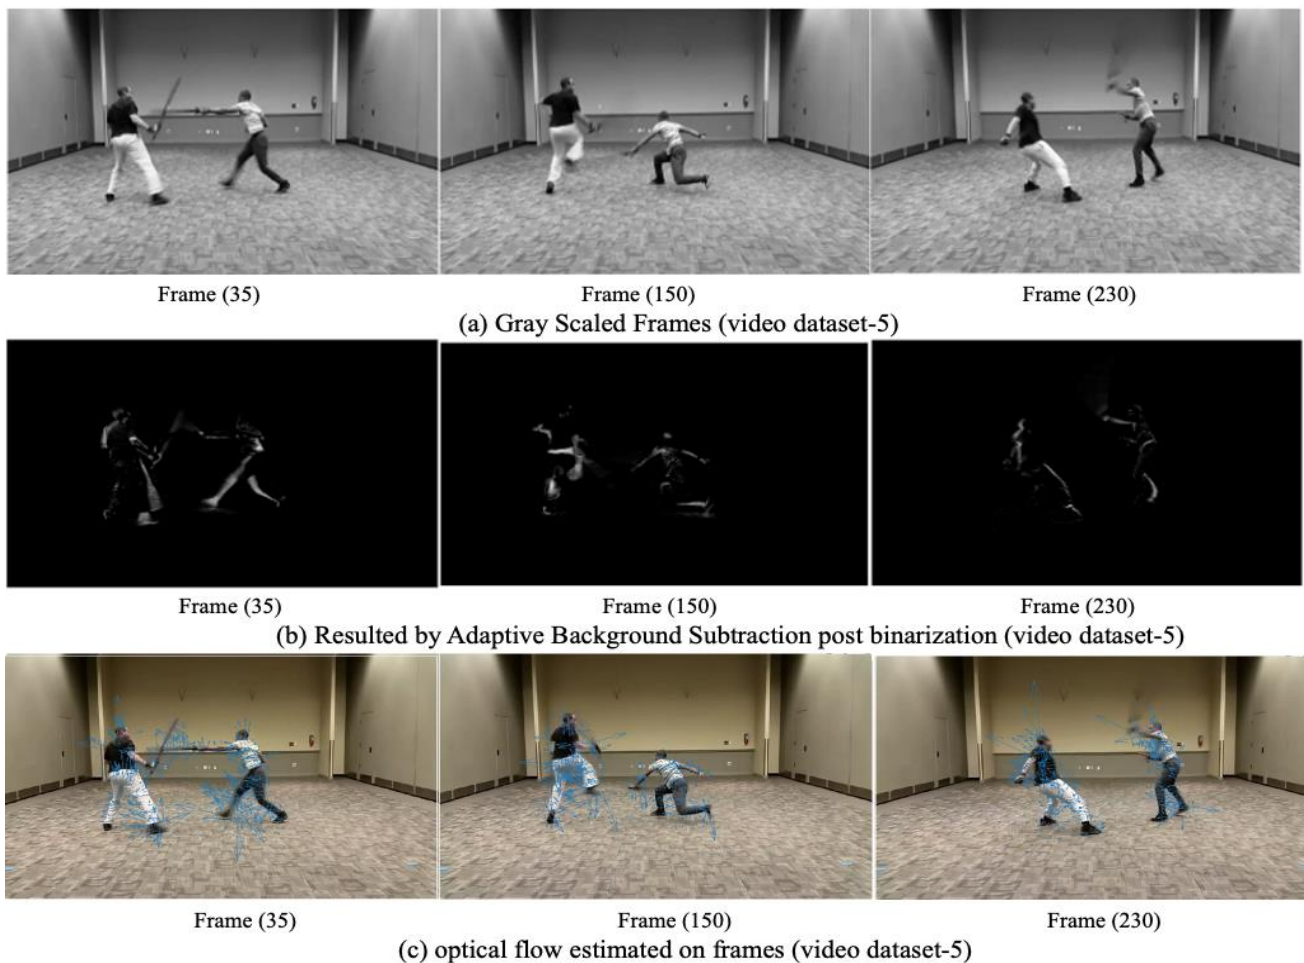 Frame (35)
Frame (150)
Frame (230)
(a) Gray Scaled Frames (video dataset-5)
Frame (35)
Frame (150)
Frame (230)
(b) Resulted by Adaptive Background Subtraction post binarization (video dataset-5)
Frame (35)
Frame (150)
Frame (230)
(c) optical flow estimated on frames (video dataset-5)